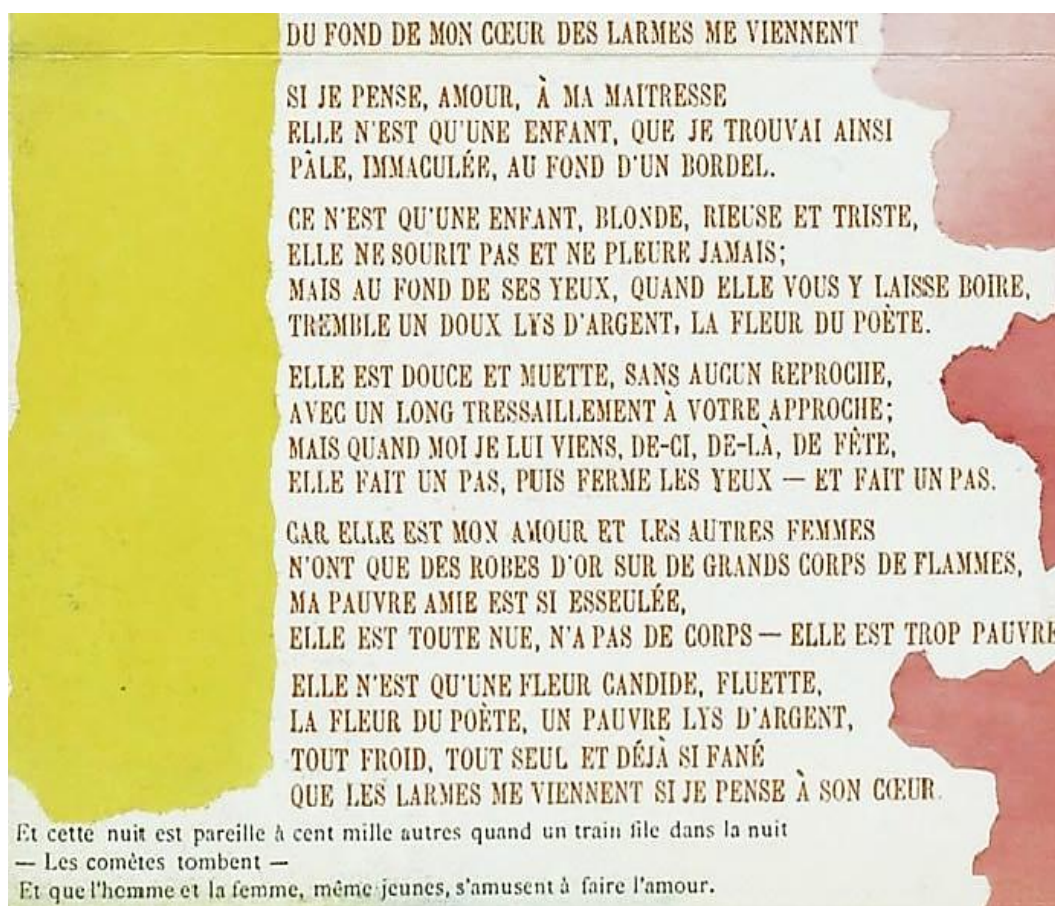 DU FOND DE MON CŒUR DES LARMES ME VIENNENT
SI JE PENSE, AMOUR, À MA MAITRESSE
ELLE N'EST QU'UNE ENFANT, QUE JE TROUVAI AINSI
PÂLE, IMMACULÉE, AU FOND D'UN BORDEL.
CE N'EST QU'UNE ENFANT, BLONDE, RIEUSE ET TRISTE,
ELLE NE SOURIT PAS ET NE PLEURE JAMAIS;
MAIS AU FOND DE SES YEUX, QUAND ELLE VOUS Y LAISSE BOIRE,
TREMBLE UN DOUX LYS D'ARGENT, LA FLEUR DU POÈTE.
ELLE EST DOUCE ET MUETTE, SANS AUCUN REPROCHE,
AVEC UN LONG TRESSAILLEMENT À VOTRE APPROCHE;
MAIS QUAND MOI JE LUI VIENS, DE-CI, DE-LÀ, DE FÊTE,
ELLE FAIT UN PAS, PUIS FERME LES YEUX — ET FAIT UN PAS.
CAR ELLE EST MON AMOUR ET LES AUTRES FEMMES
N'ONT QUE DES ROBES D'OR SUR DE GRANDS CORPS DE FLAMMES,
MA PAUVRE AMIE EST SI ESSEULÉE,
ELLE EST TOUTE NUE, N'A PAS DE CORPS — ELLE EST TROP PAUVRE
ELLE N'EST QU'UNE FLEUR CANDIDE, FLUETTE,
LA FLEUR DU POÈTE, UN PAUVRE LYS D'ARGENT,
TOUT FROID, TOUT SEUL ET DÉJÀ SI FANÉ
QUE LES LARMES ME VIENNENT SI JE PENSE À SON CŒUR.
Et cette nuit est pareille à cent mille autres quand un train file dans la nuit
— Les comètes tombent —
Et que l'homme et la femme, même jeunes, s'amusent à faire l'amour.